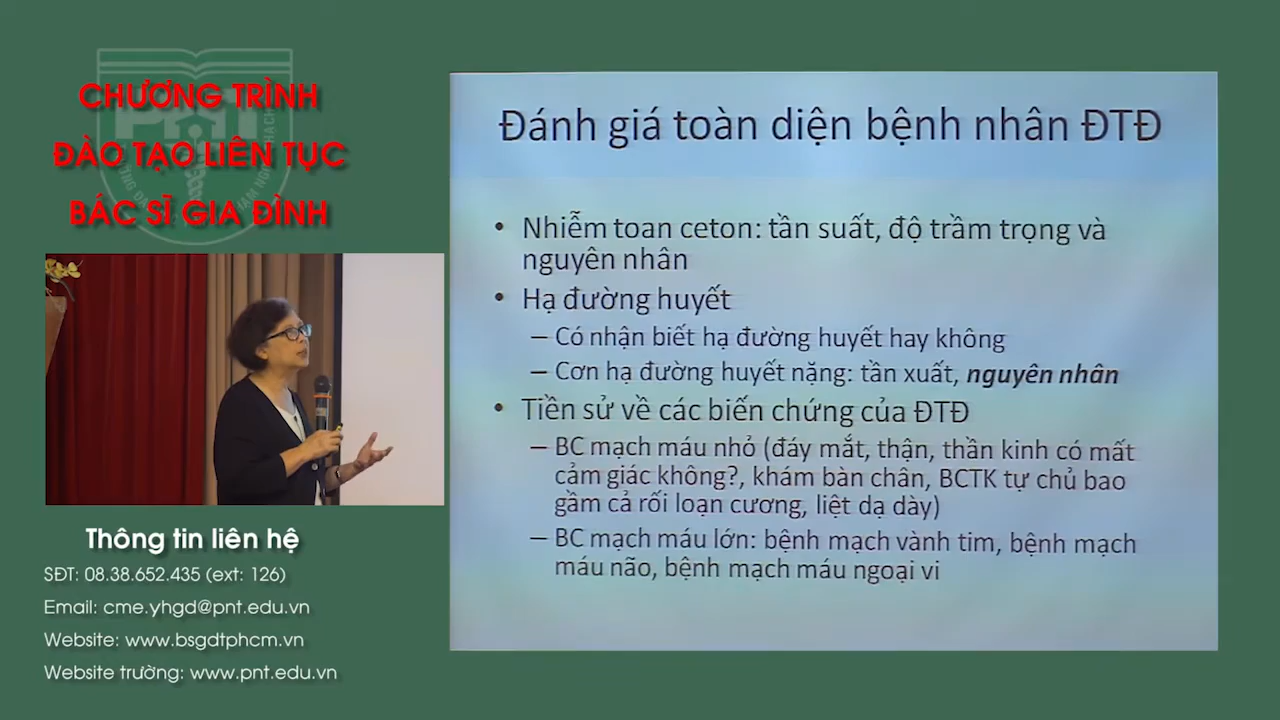 CHƯƠNG TRÌNH
ĐÀO TẠO LIÊN TỤC
BÁC SĨ GIA ĐÌNH
Thông tin liên hệ
SĐT: 08.38.652.435 (ext: 126)
Email: cme.yhgd@pnt.edu.vn
Website: www.bsgdtphcm.vn
Website trường: www.pnt.edu.vn
Đánh giá toàn diện bệnh nhân ĐTĐ
• Nhiễm toan ceton: tần suất, độ trầm trọng và
nguyên nhân
• Hạ đường huyết
– Có nhận biết hạ đường huyết hay không
– Cơn hạ đường huyết nặng: tần xuất, nguyên nhân
• Tiền sử về các biến chứng của ĐTĐ
– BC mạch máu nhỏ (đáy mắt, thận, thần kinh có mất
cảm giác không?, khám bàn chân, BCTK tự chủ bao
gầm cả rối loạn cương, liệt dạ dày)
– BC mạch máu lớn: bệnh mạch vành tim, bệnh mạch
máu não, bệnh mạch máu ngoại vi